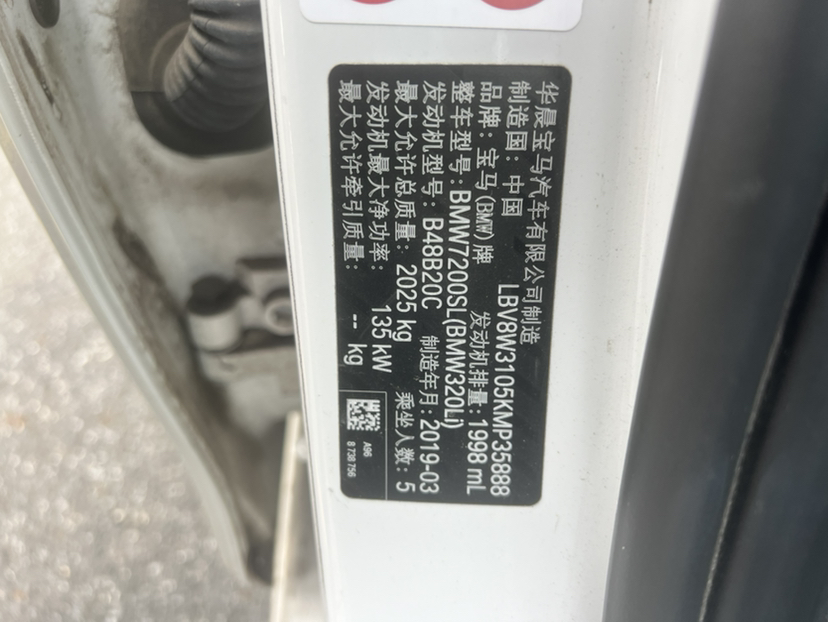 华晨宝马汽车有限公司制造
制造国：中国 LBV8W3105KMP35888
品牌：宝马(BMW)牌 发动机排量：1998 mL
整车型号：BMW7200SL(BMW320Li)
发动机型号：B48B20C 制造年月：2019-03
最大允许总质量：2025 kg 乘坐人数：5
发动机最大净功率：135 kW
最大允许牵引质量：-- kg
A96
8 738 756